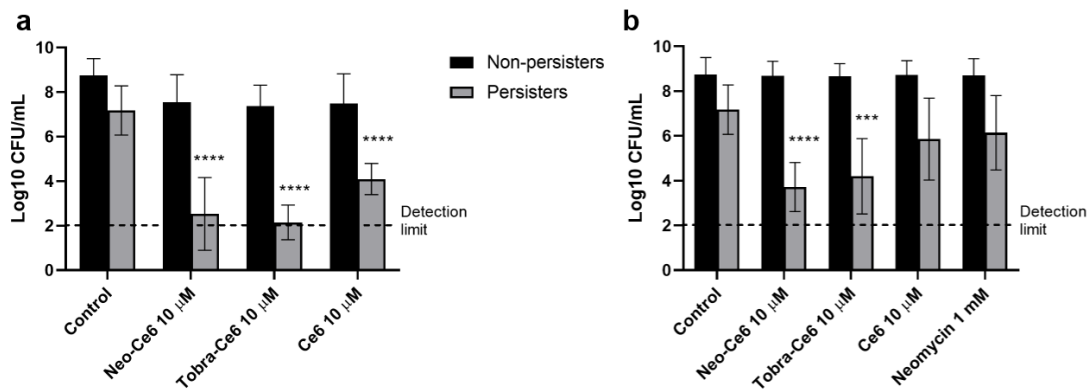 a
Log10 CFU/mL
10
8
6
4
2
0
****
****
****
Detection
limit
Control
Neo-Ce6 10 μM
Tobra-Ce6 10 μM
Ce6 10 μM
Non-persisters
Persisters
b
Log10 CFU/mL
10
8
6
4
2
0
****
***
Detection
limit
Control
Neo-Ce6 10 μM
Tobra-Ce6 10 μM
Ce6 10 μM
Neomycin 1 mM